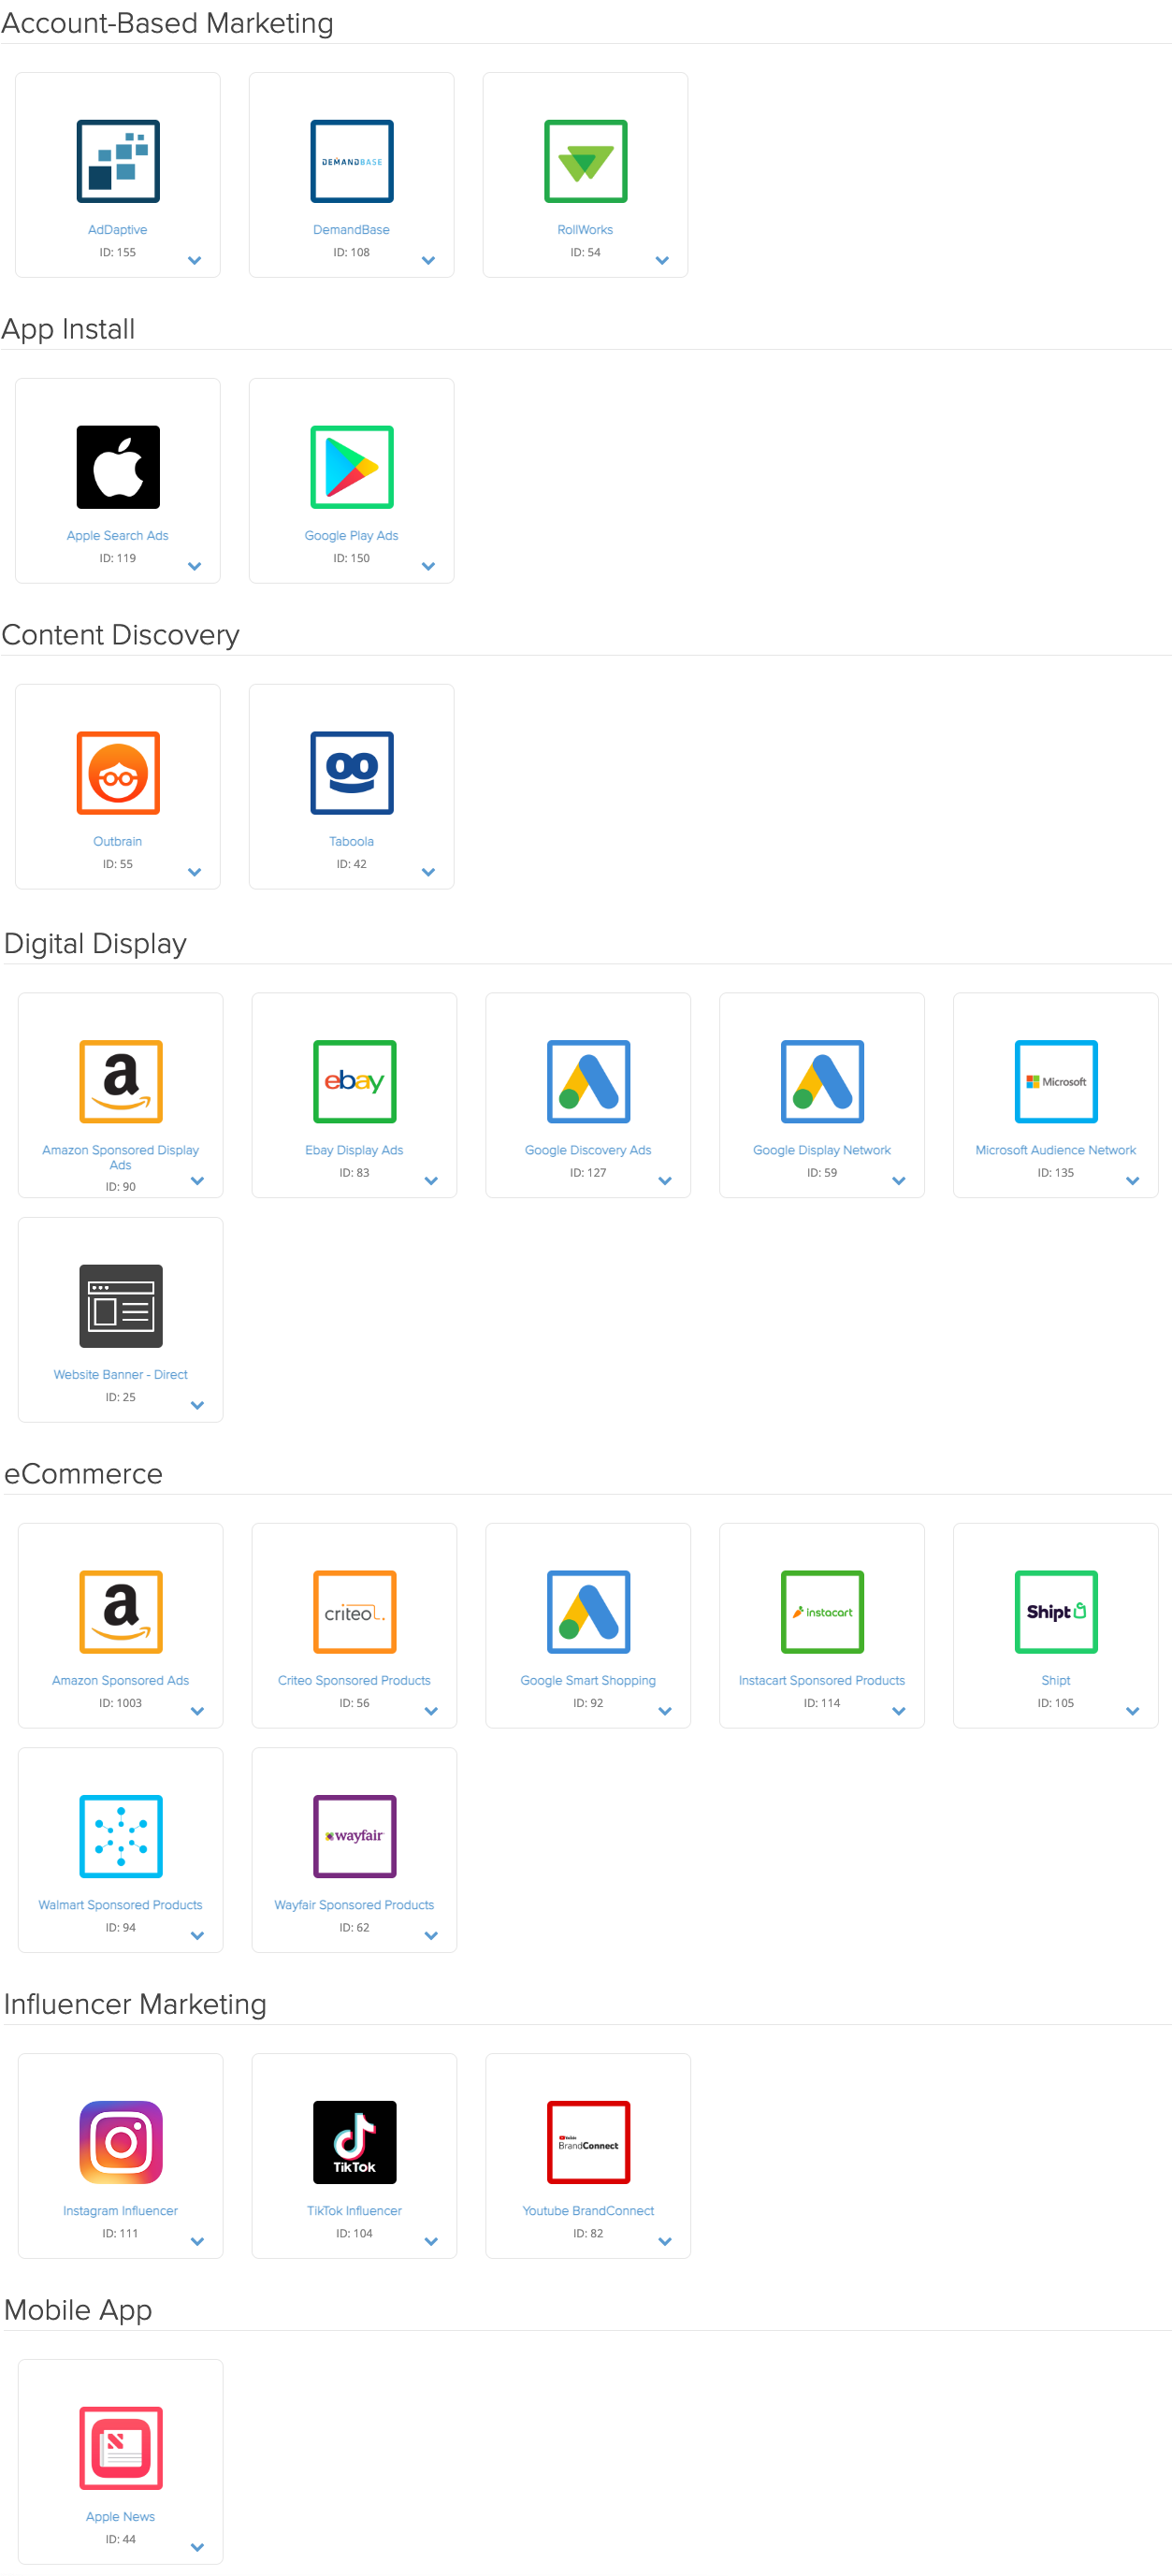 Account-Based Marketing
DEMANDBASE
AdDaptive
DemandBase
RollWorks
ID: 155
ID: 108
ID: 54
App Install
Apple Search Ads
Google Play Ads
ID: 119
ID: 150
Content Discovery
Outbrain
Taboola
ID: 55
ID: 42
Digital Display
a
ebay
Microsoft
Amazon Sponsored Display
Ads
Ebay Display Ads
Google Discovery Ads
Google Display Network
Microsoft Audience Network
ID: 90
ID: 83
ID: 127
ID: 59
ID: 135
Website Banner - Direct
ID: 25
eCommerce
a
criteo
instacart
Shipt
Amazon Sponsored Ads
Criteo Sponsored Products
Google Smart Shopping
Instacart Sponsored Products
Shipt
ID: 1003
ID: 56
ID: 92
ID: 114
ID: 105
wayfair
Walmart Sponsored Products
Wayfair Sponsored Products
ID: 94
ID: 62
Influencer Marketing
TikTok
YouTube
BrandConnect
Instagram Influencer
TikTok Influencer
Youtube BrandConnect
ID: 111
ID: 104
ID: 82
Mobile App
Apple News
ID: 44